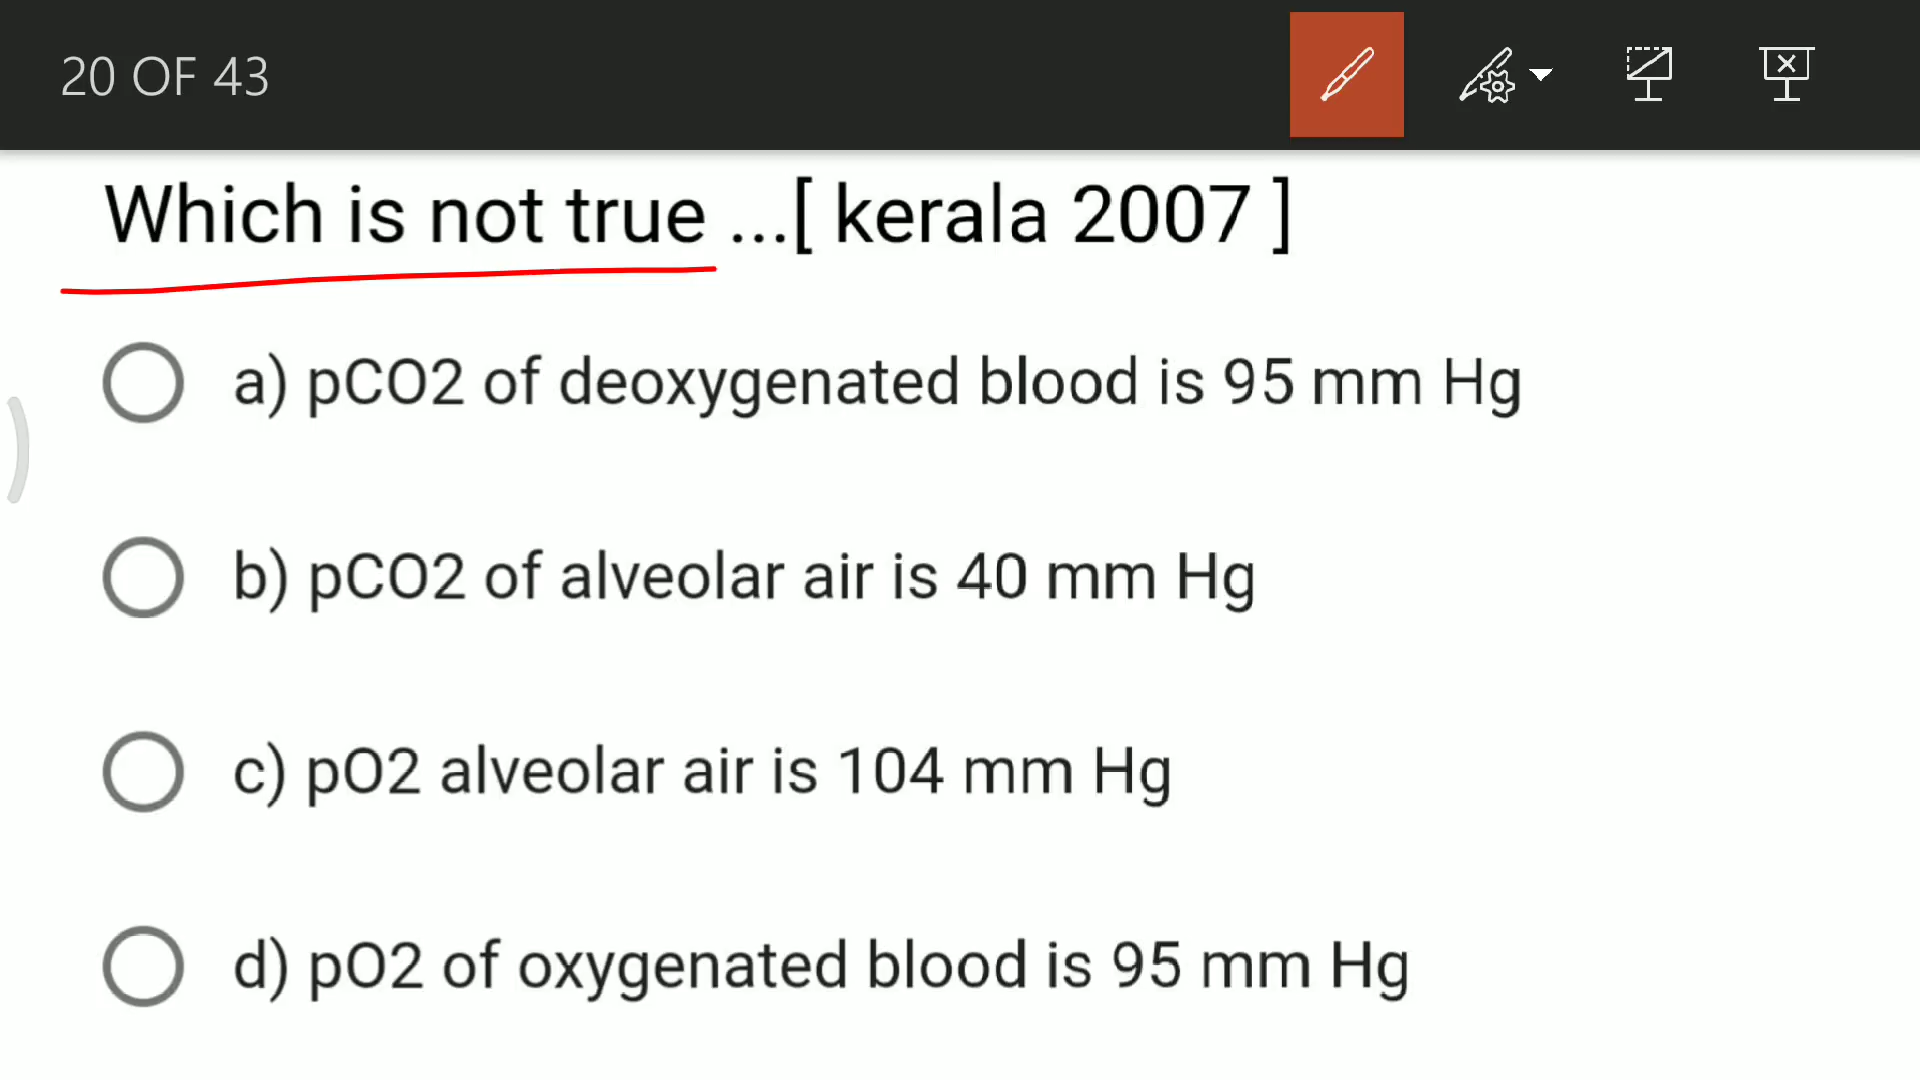 20 OF 43
Which is not true ...[ kerala 2007 ]
a) pCO2 of deoxygenated blood is 95 mm Hg
b) pCO2 of alveolar air is 40 mm Hg
c) pO2 alveolar air is 104 mm Hg
d) pO2 of oxygenated blood is 95 mm Hg